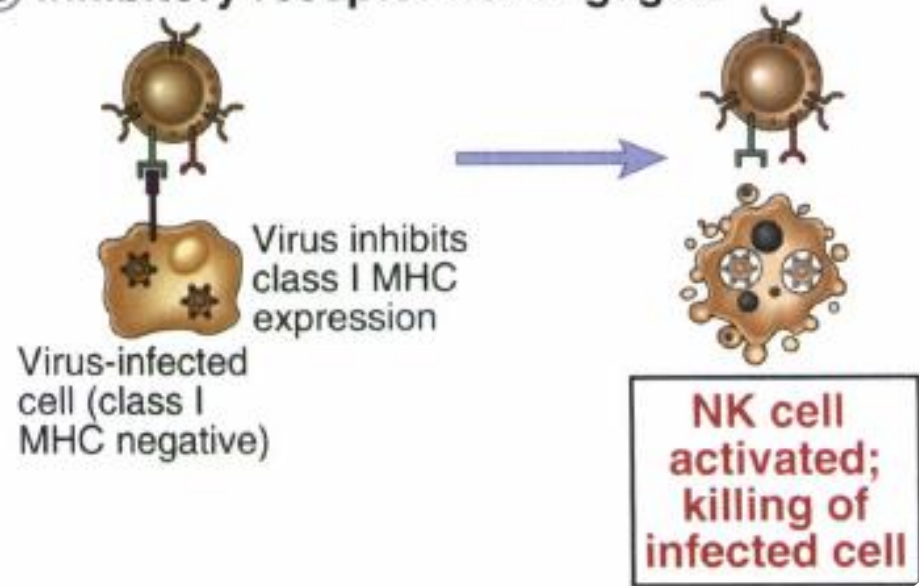 Virus inhibits
class I MHC
expression
Virus-infected
cell (class I
MHC negative)
NK cell
activated;
killing of
infected cell